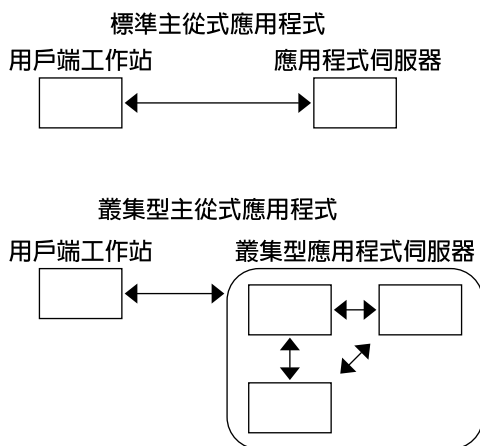 標準主從式應用程式
用戶端工作站
應用程式伺服器
叢集型主從式應用程式
用戶端工作站
叢集型應用程式伺服器